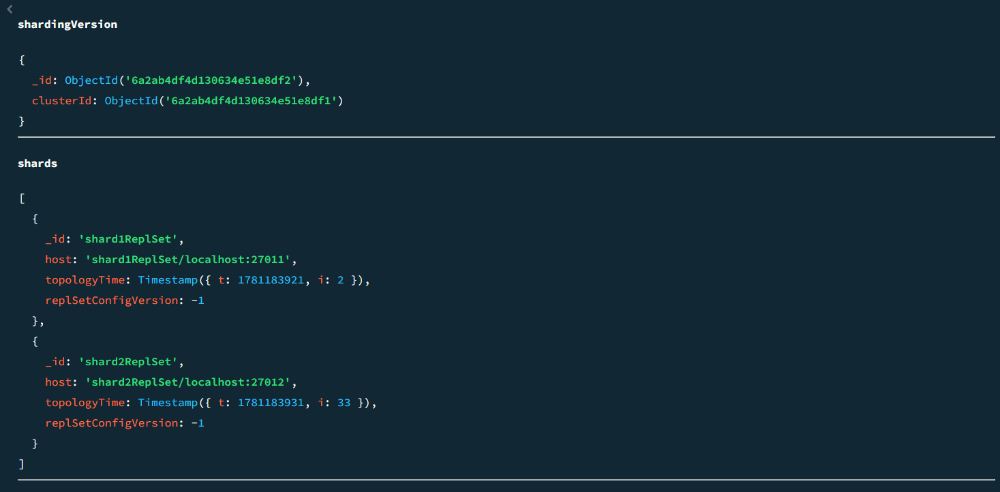 shardingVersion
{
_id: ObjectId('6a2ab4df4d130634e51e8df2'),
clusterId: ObjectId('6a2ab4df4d130634e51e8df1')
}
shards
[
{
_id: 'shard1ReplSet',
host: 'shard1ReplSet/localhost:27011',
topologyTime: Timestamp({ t: 1781183921, i: 2 }),
replSetConfigVersion: -1
},
{
_id: 'shard2ReplSet',
host: 'shard2ReplSet/localhost:27012',
topologyTime: Timestamp({ t: 1781183931, i: 33 }),
replSetConfigVersion: -1
}
]